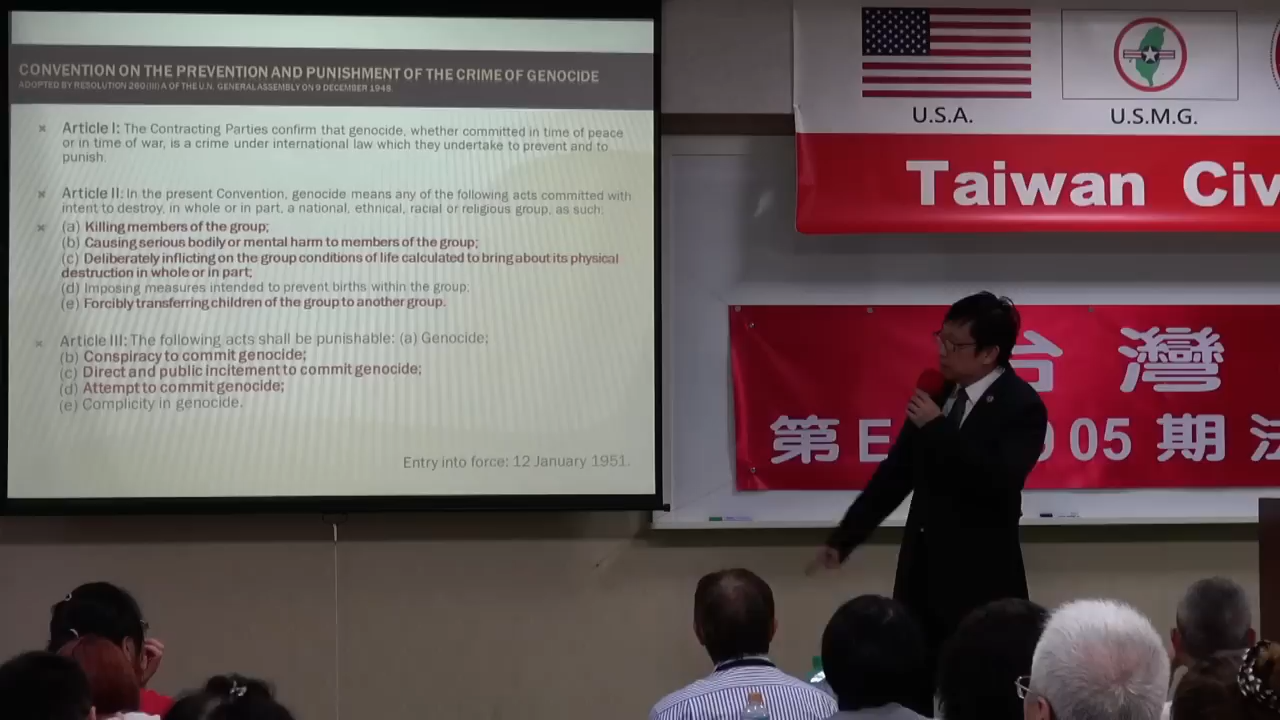 CONVENTION ON THE PREVENTION AND PUNISHMENT OF THE CRIME OF GENOCIDE
ADOPTED BY RESOLUTION 260 (III) A OF THE U.N. GENERAL ASSEMBLY ON 9 DECEMBER 1948.
Article I: The Contracting Parties confirm that genocide, whether committed in time of peace
or in time of war, is a crime under international law which they undertake to prevent and to
punish.
Article II: In the present Convention, genocide means any of the following acts committed with
intent to destroy, in whole or in part, a national, ethnical, racial or religious group, as such:
(a) Killing members of the group;
(b) Causing serious bodily or mental harm to members of the group;
(c) Deliberately inflicting on the group conditions of life calculated to bring about its physical
destruction in whole or in part;
(d) Imposing measures intended to prevent births within the group;
(e) Forcibly transferring children of the group to another group.
Article III: The following acts shall be punishable: (a) Genocide;
(b) Conspiracy to commit genocide;
(c) Direct and public incitement to commit genocide;
(d) Attempt to commit genocide;
(e) Complicity in genocide.
Entry into force: 12 January 1951.
U.S.A. U.S.M.G.
Taiwan Civ
台灣
第E 05期法